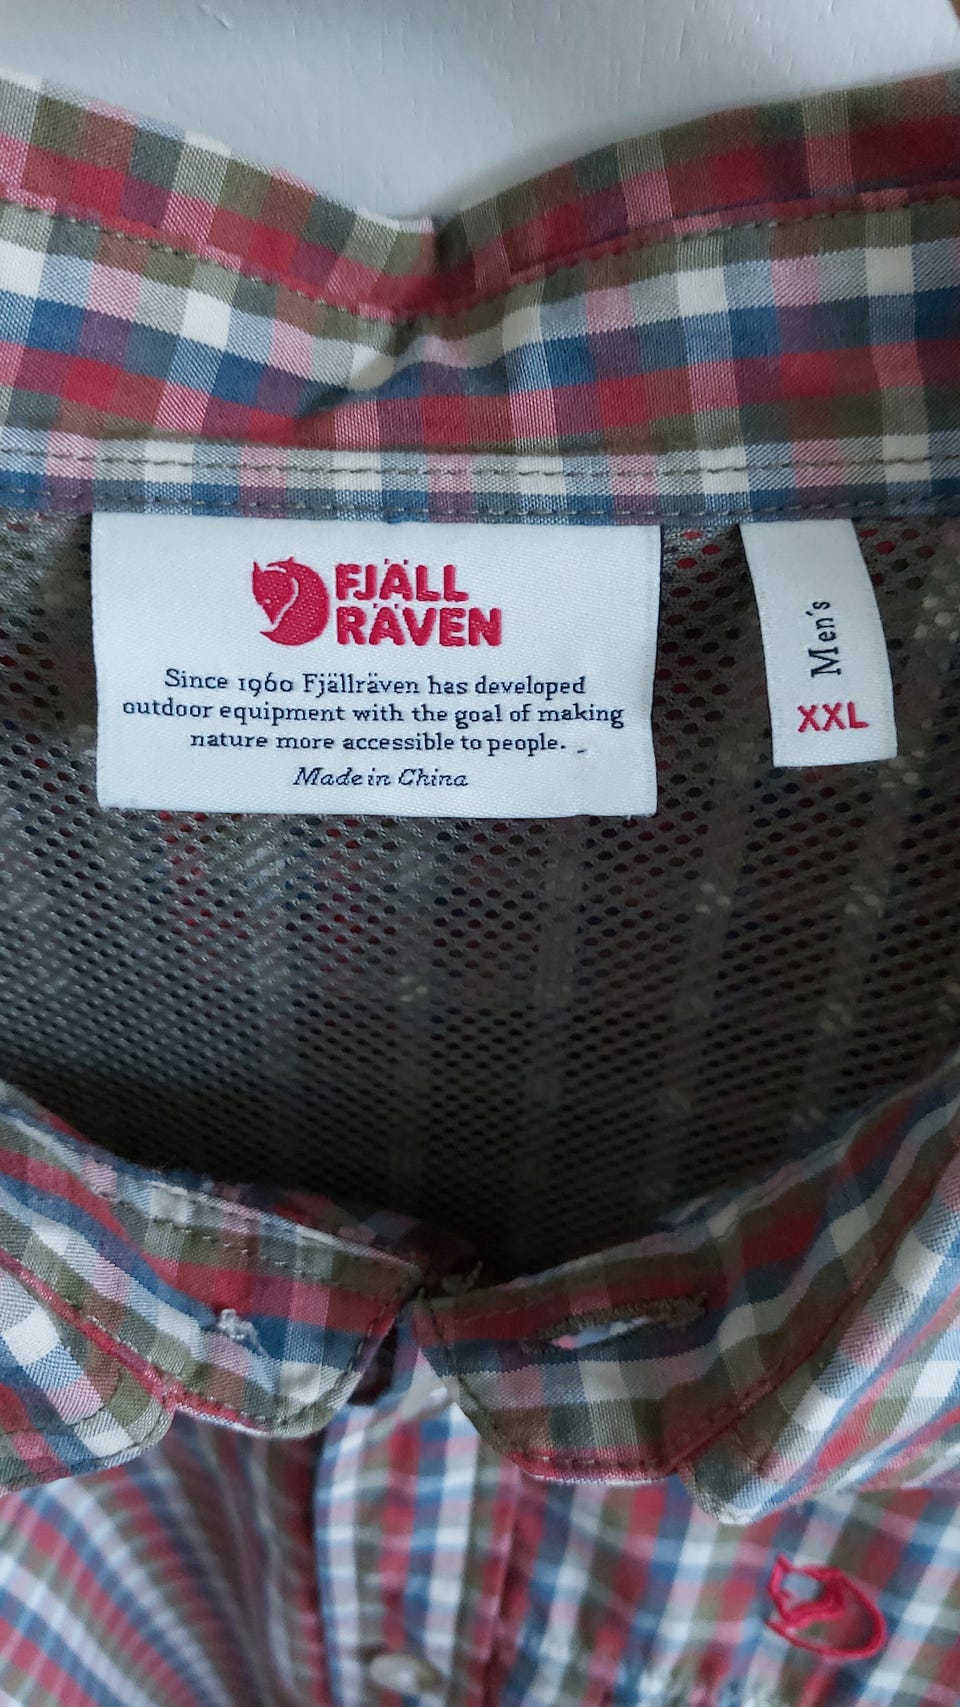 FJÄLL
RÄVEN
Since 1960 Fjällräven has developed
outdoor equipment with the goal of making
nature more accessible to people.
Made in China
Men's
XXL